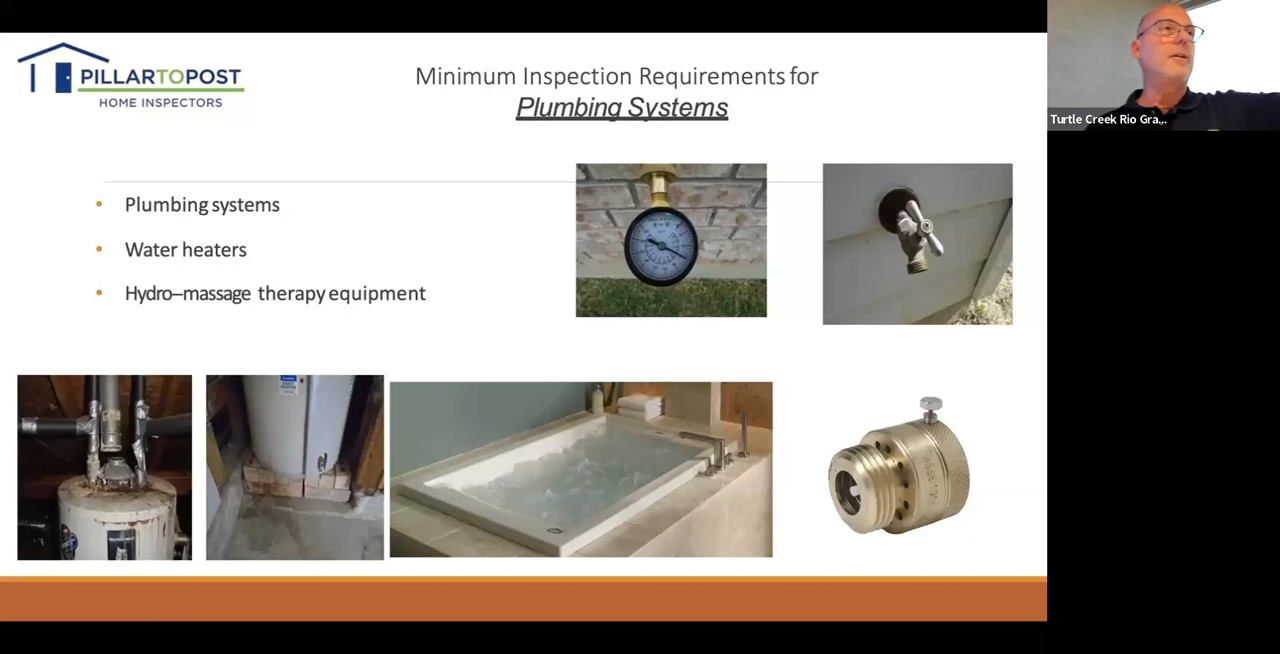 PILLARTOPOST
HOME INSPECTORS
Minimum Inspection Requirements for
Plumbing Systems
Turtle Creek Rio Gra...
• Plumbing systems
• Water heaters
• Hydro–massage therapy equipment